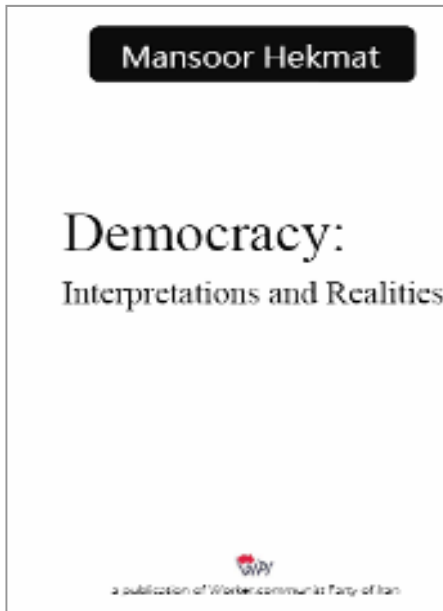 Mansoor Hekmat
Democracy:
Interpretations and Realities
WPI
a publication of Worker-communist Party of Iran